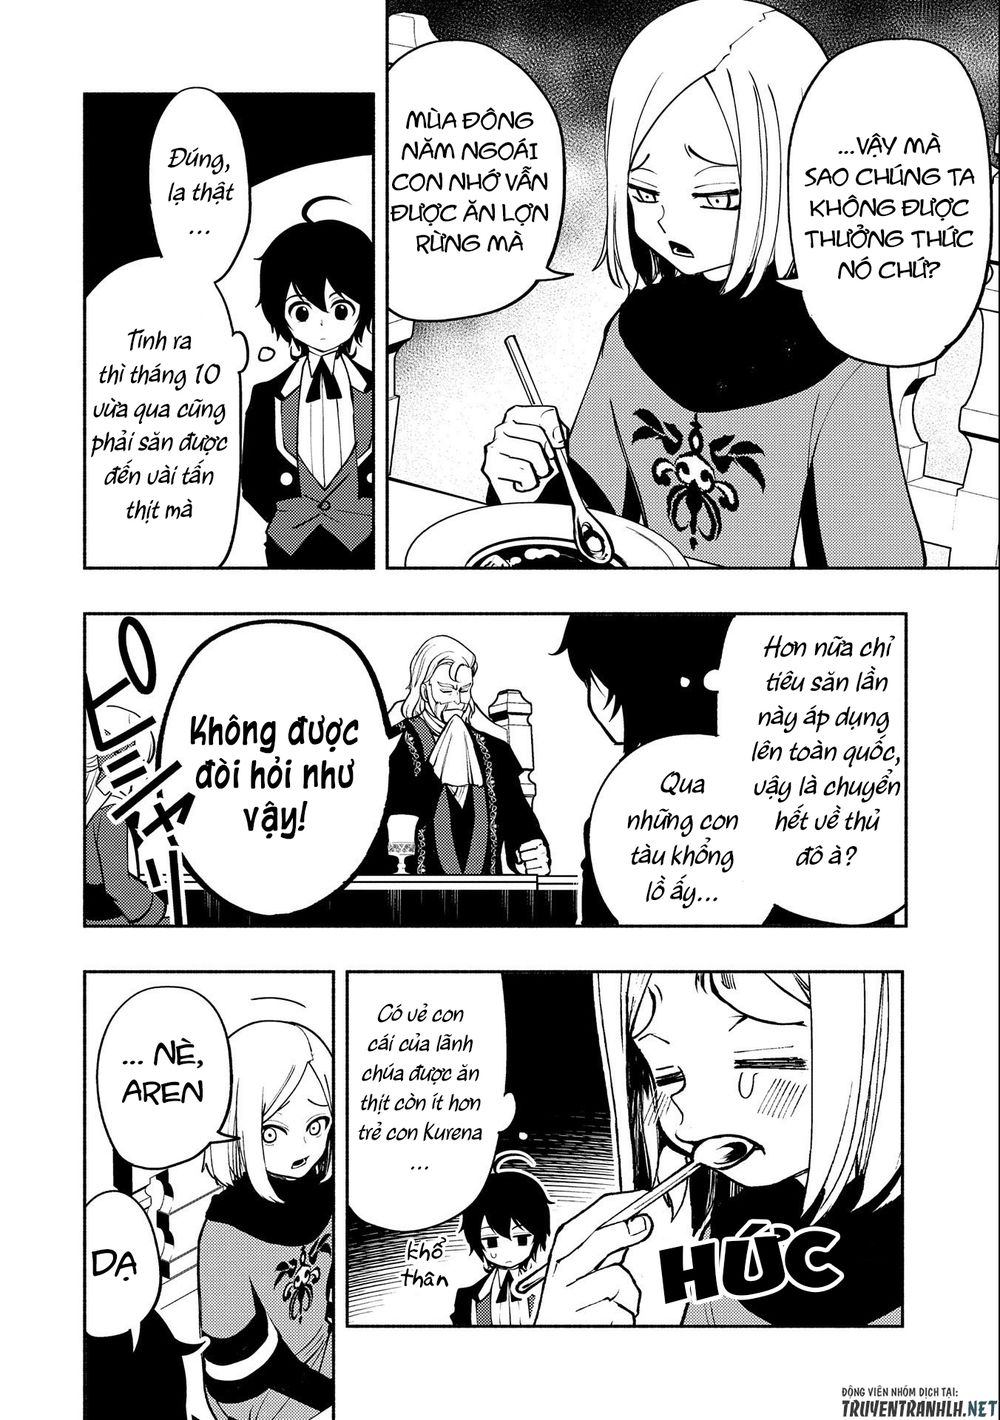 ...VẬY MÀ
SAO CHÚNG TA
KHÔNG ĐƯỢC
THƯỞNG THỨC
NÓ CHỨ?
MÙA ĐÔNG
NĂM NGOÁI
CON NHỚ VẪN
ĐƯỢC ĂN LỢN
RỪNG MÀ
Đúng,
lạ thật
...
Tính ra
thì tháng 10
vừa qua cũng
phải săn được
đến vài tấn
thịt mà
Hơn nữa chỉ
tiêu săn lần
này áp dụng
lên toàn quốc,
vậy là chuyển
hết về thủ
đô à?
Qua
những con
tàu khổng
lồ ấy...
Không được
đòi hỏi như
vậy!
ピシャ
HỨC
Có vẻ con
cái của lãnh
chúa được ăn
thịt còn ít hơn
trẻ con Kurena
...
khổ
thân
... NÈ,
AREN
DẠ
ĐỘNG VIÊN NHÓM DỊCH TẠI:
TRUYENTRANHLH.NET